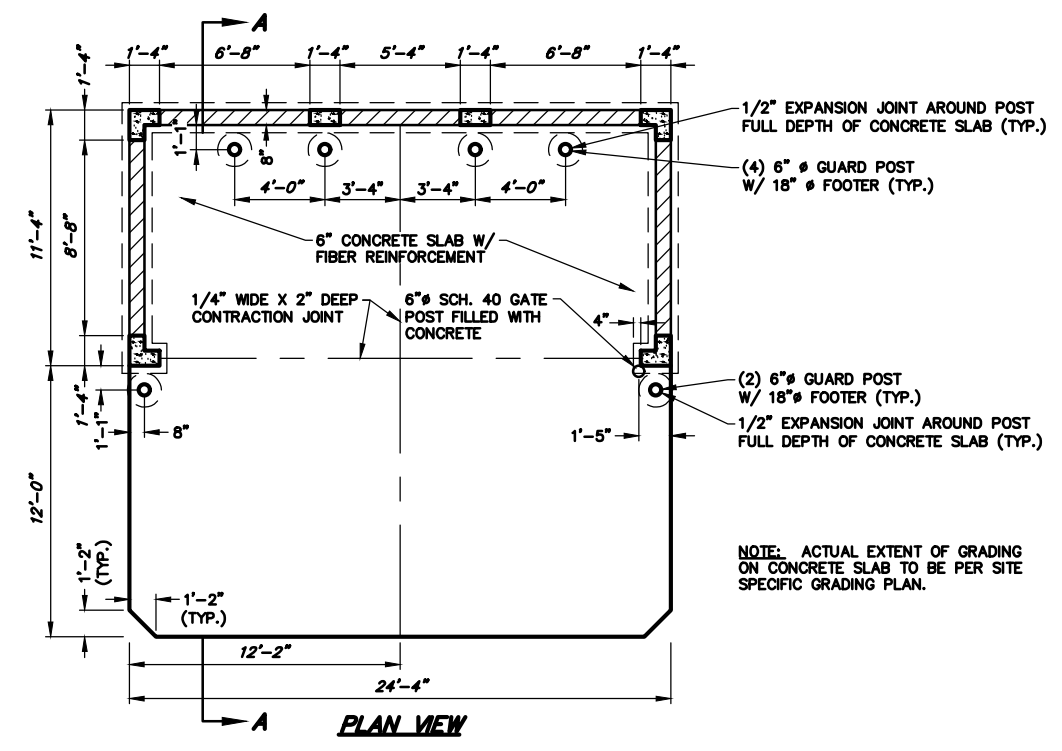 A
1'-4"
6'-8"
1'-4"
5'-4"
1'-4"
6'-8"
1'-4"
1'-4"
1/2" EXPANSION JOINT AROUND POST
FULL DEPTH OF CONCRETE SLAB (TYP.)
1'-1"
8"
(4) 6" ø GUARD POST
W/ 18" ø FOOTER (TYP.)
4'-0"
3'-4"
3'-4"
4'-0"
11'-4"
8'-8"
6" CONCRETE SLAB W/
FIBER REINFORCEMENT
1/4" WIDE X 2" DEEP
CONTRACTION JOINT
6"ø SCH. 40 GATE
POST FILLED WITH
CONCRETE
4"
(2) 6"ø GUARD POST
W/ 18"ø FOOTER (TYP.)
1'-4"
1'-1"
8"
1'-5"
1/2" EXPANSION JOINT AROUND POST
FULL DEPTH OF CONCRETE SLAB (TYP.)
12'-0"
1'-2"
(TYP.)
1'-2"
(TYP.)
NOTE: ACTUAL EXTENT OF GRADING
ON CONCRETE SLAB TO BE PER SITE
SPECIFIC GRADING PLAN.
12'-2"
24'-4"
A
PLAN VIEW